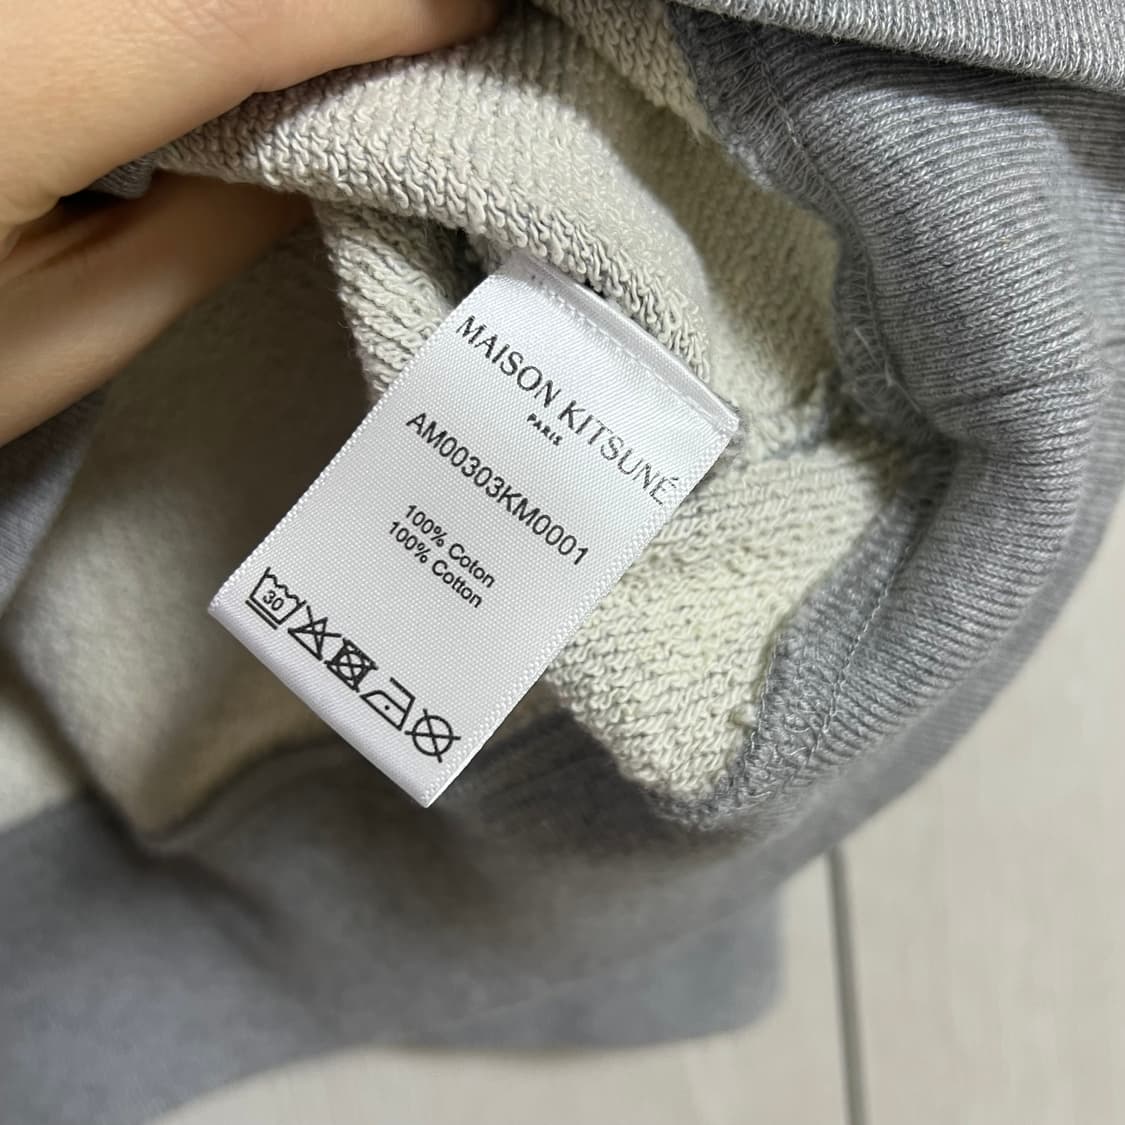 MAISON KITSUNÉ
PARIS
AM00303KM0001
100% Coton
100% Cotton
30